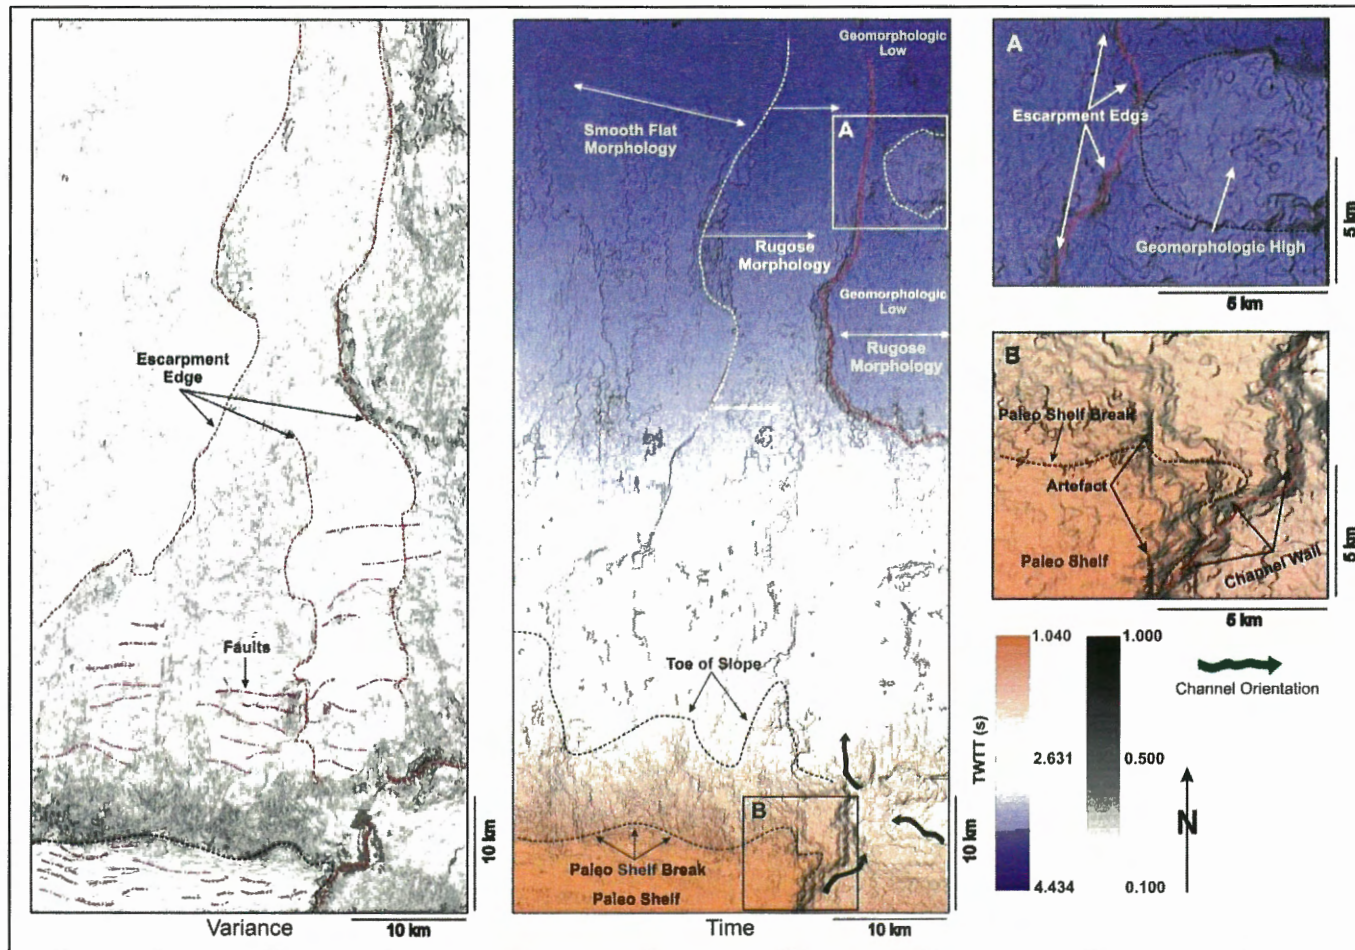 Escarpment
Edge
Faults
10 km
Variance
10 km
Geomorphologic
Low
Smooth Flat
Morphology
A
Rugose
Morphology
Geomorphologic
Low
Rugose
Morphology
Toe of Slope
B
Paleo Shelf Break
Paleo Shelf
10 km
Time
10 km
A
Escarpment Edge
Geomorphologic High
5 km
5 km
B
Paleo Shelf Break
Artefact
Paleo Shelf
Channel Wall
5 km
5 km
TWTT (s)
1.040
2.631
4.434
1.000
0.500
0.100
Channel Orientation
N